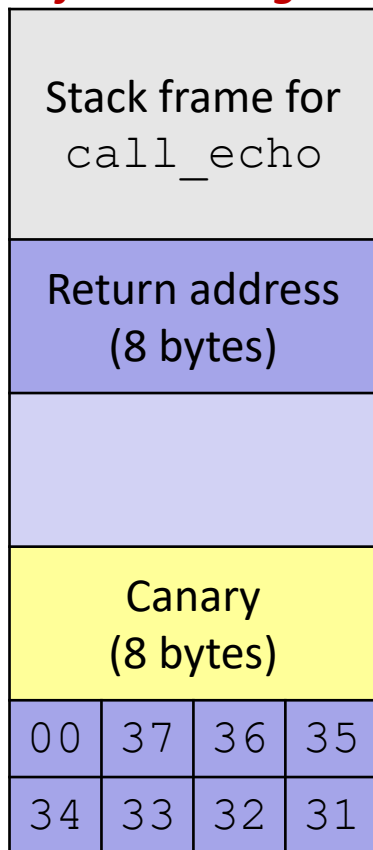 Stack frame for
call_echo
Return address
(8 bytes)
Canary
(8 bytes)
00 37 36 35
34 33 32 31